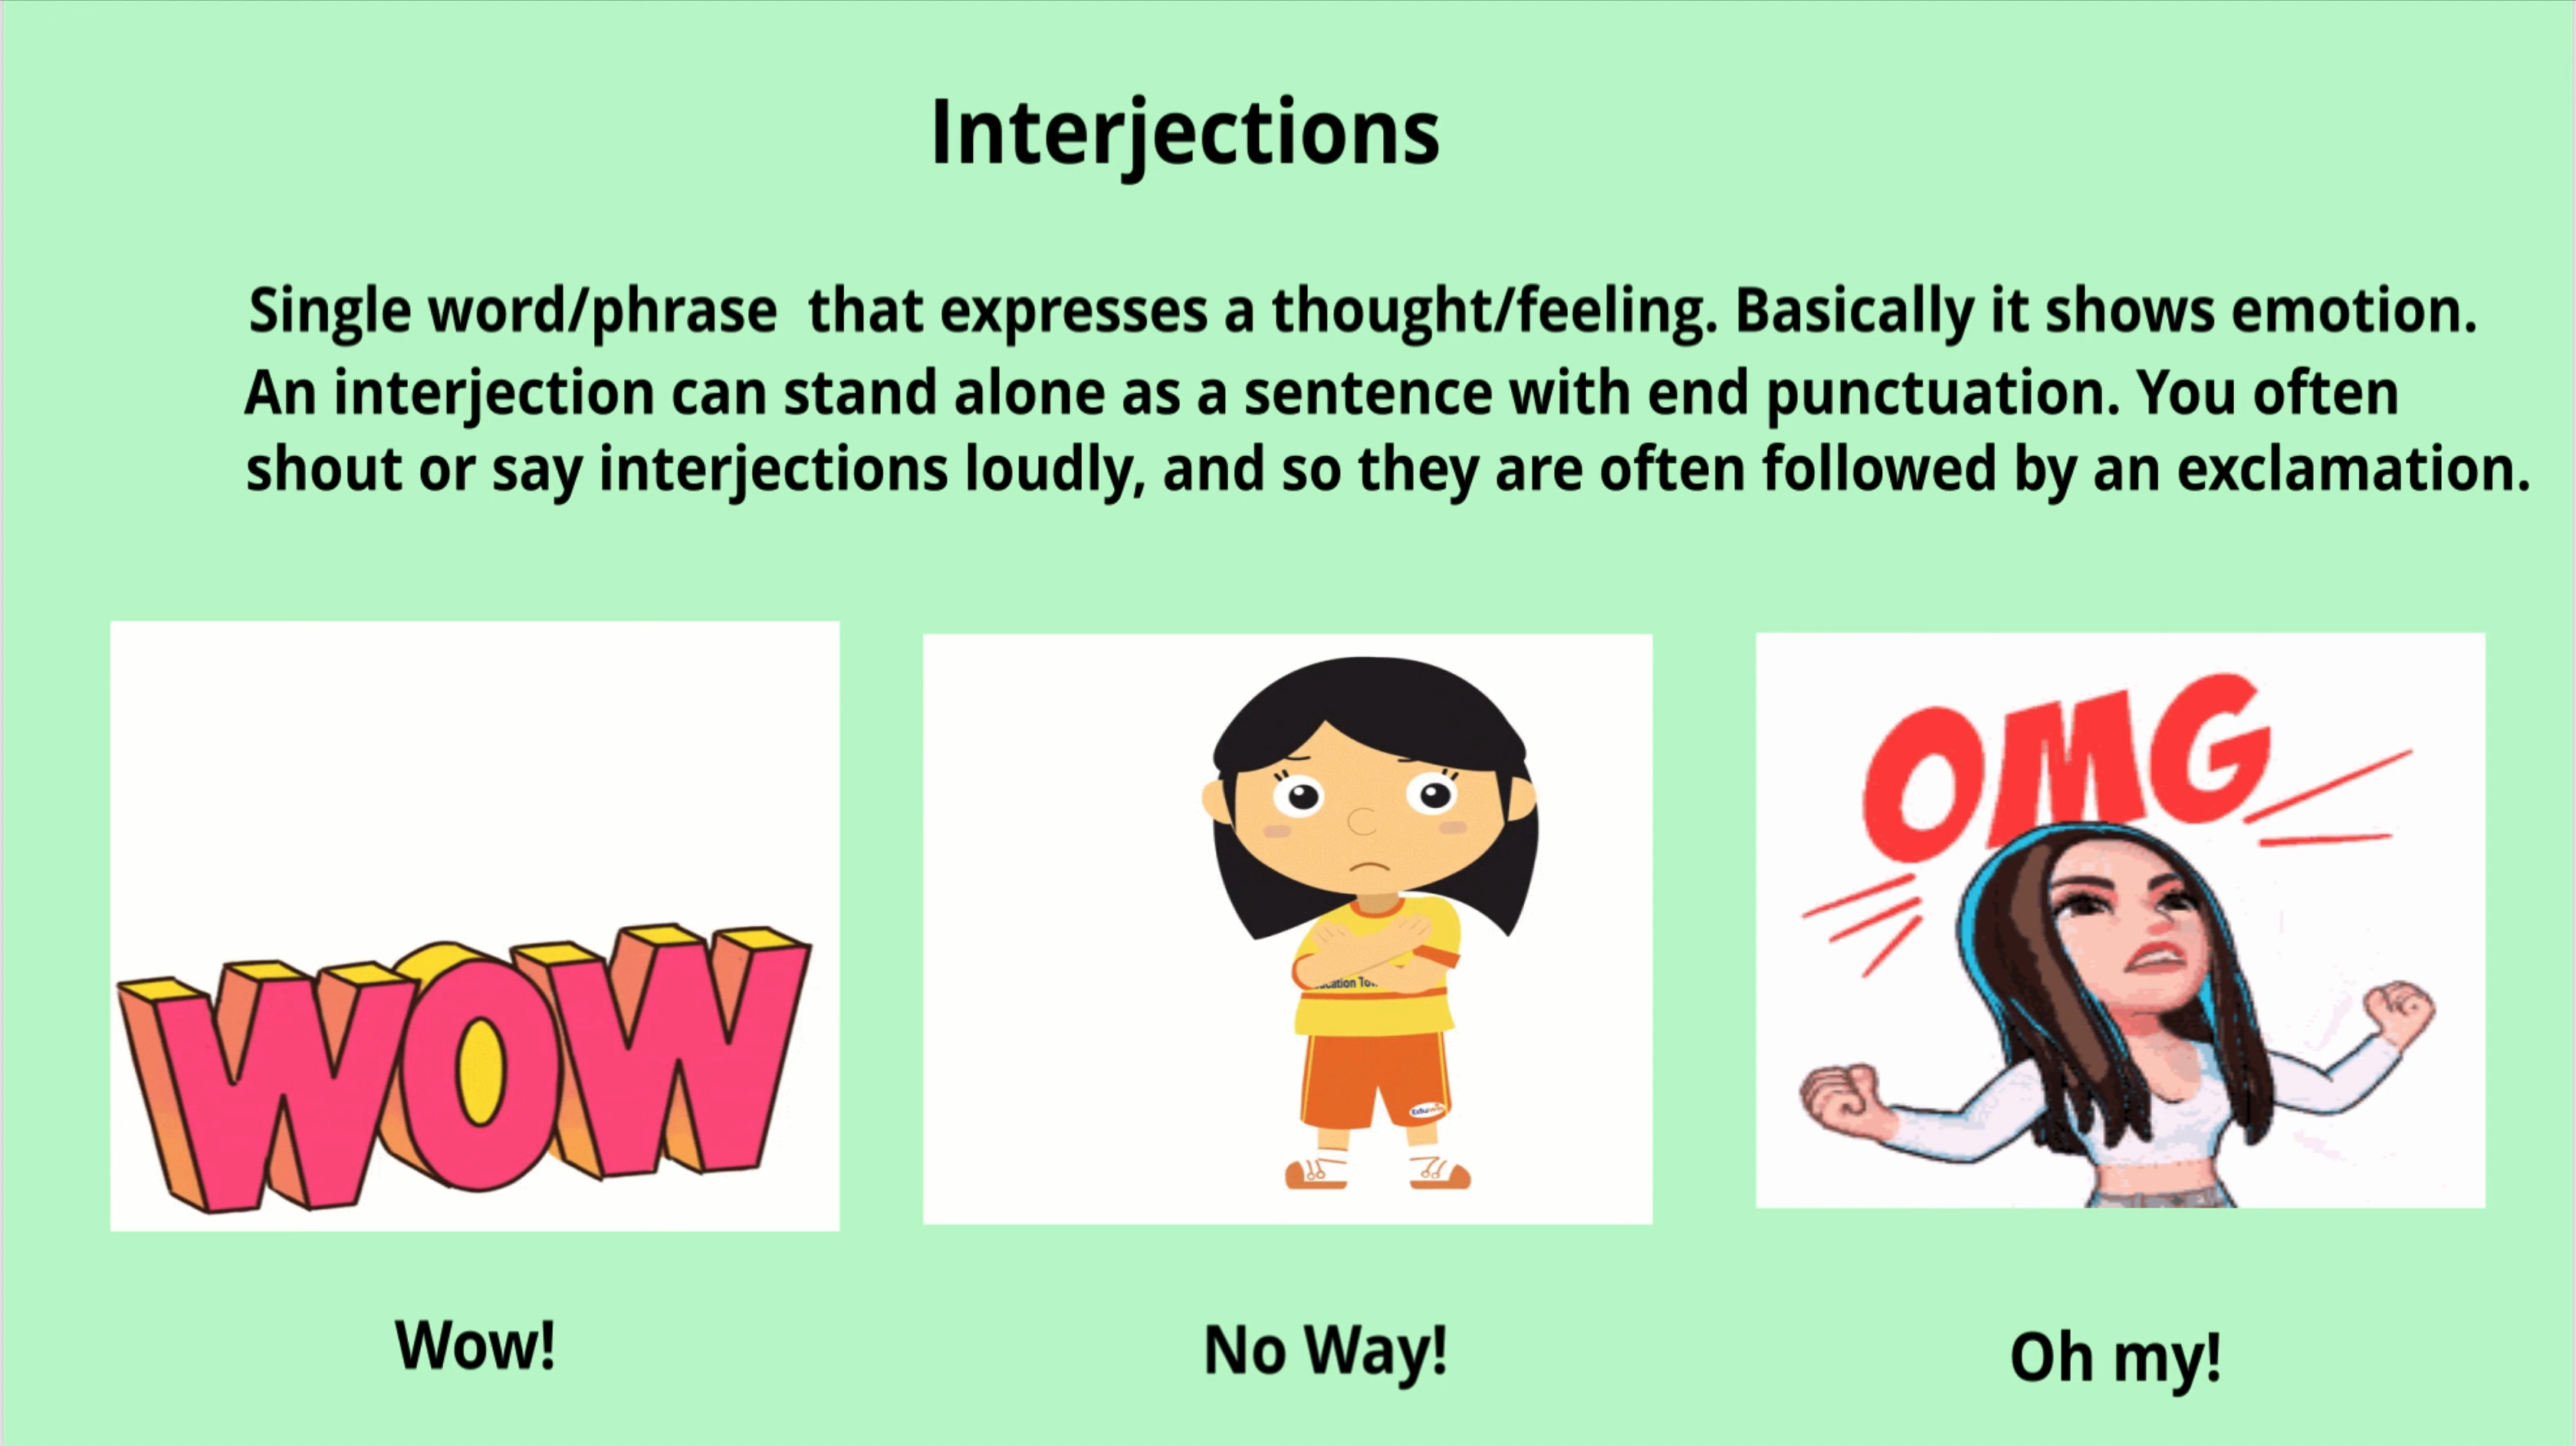 Interjections
Single word/phrase  that expresses a thought/feeling. Basically it shows emotion.
An interjection can stand alone as a sentence with end punctuation. You often
shout or say interjections loudly, and so they are often followed by an exclamation.
WOW
OMG
Wow!
No Way!
Oh my!